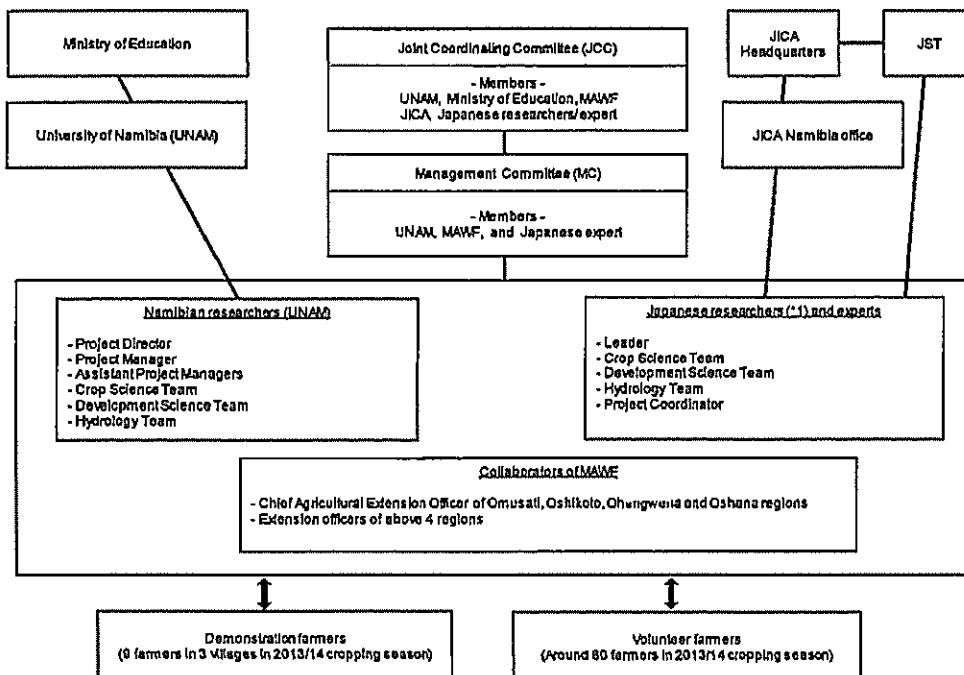 Ministry of Education
University of Namibia (UNAM)
Joint Coordinating Committee (JCC)
- Members -
UNAM, Ministry of Education, MAWF
JICA, Japanese researchers/expert
Management Committee (MC)
- Members -
UNAM, MAWF, and Japanese expert
JICA
Headquarters
JST
JICA Namibia office
Namibian researchers (UNAM)
- Project Director
- Project Manager
- Assistant Project Managers
- Crop Science Team
- Development Science Team
- Hydrology Team
Japanese researchers (*1) and experts
- Leader
- Crop Science Team
- Development Science Team
- Hydrology Team
- Project Coordinator
Collaborators of MAWF
- Chief Agricultural Extension Officer of Omusati, Oshikoto, Ohangwena and Oshana regions
- Extension officers of above 4 regions
Demonstration farmers
(9 farmers in 3 villages in 2013/14 cropping season)
Volunteer farmers
(Around 60 farmers in 2013/14 cropping season)